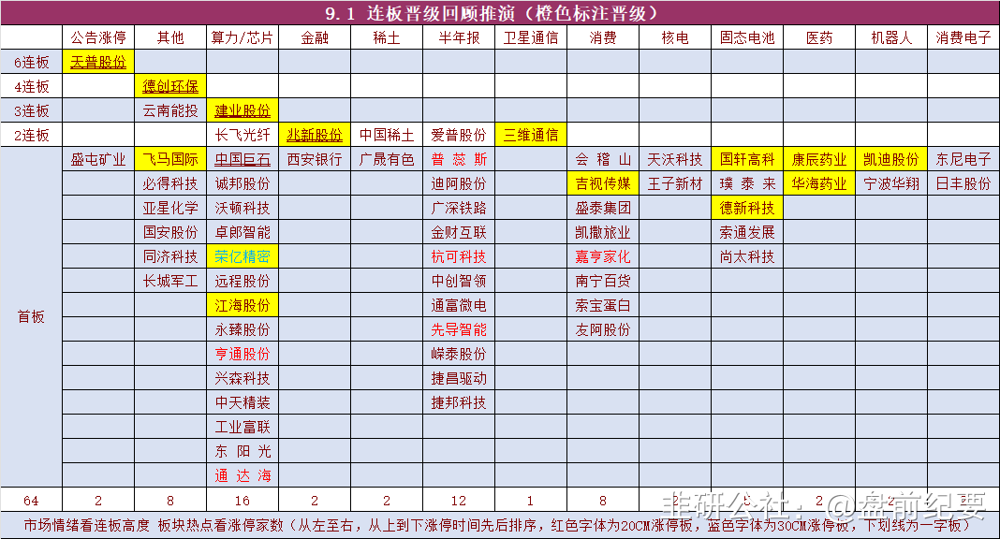 9.1 连板晋级回顾推演（橙色标注晋级）
公告涨停 其他 算力/芯片 金融 稀土 半年报 卫星通信 消费 核电 固态电池 医药 机器人 消费电子
6连板 天普股份
4连板 德创环保
3连板 云南能投 建业股份
2连板 长飞光纤 兆新股份 中国稀土 爱普股份 三维通信
盛屯矿业 飞马国际 中国巨石 西安银行 广晟有色 普蕊斯 会稽山 天沃科技 国轩高科 康辰药业 凯迪股份 东尼电子
必得科技 诚邦股份 迪阿股份 吉视传媒 王子新材 璞泰来 华海药业 宁波华翔 日丰股份
亚星化学 沃顿科技 广深铁路 盛泰集团 德新科技
国安股份 卓郎智能 金财互联 凯撒旅业 索通发展
同济科技 荣亿精密 杭可科技 嘉亨家化 尚太科技
长城军工 远程股份 中创智领 南宁百货
首板 江海股份 通富微电 索宝蛋白
永臻股份 先导智能 友阿股份
亨通股份 嵘泰股份
兴森科技 捷昌驱动
中天精装 捷邦科技
工业富联
东阳光
通达海
64 2 8 16 2 2 12 1 8 2 5 2 2 2
市场情绪看连板高度 板块热点看涨停家数（从左至右，从上到下涨停时间先后排序，红色字体为20CM涨停板，蓝色字体为30CM涨停板，下划线为一字板）
非研公社：@盘前纪要